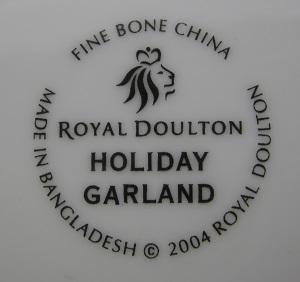 FINE BONE CHINA
ROYAL DOULTON
HOLIDAY
GARLAND
MADE IN BANGLADESH © 2004 ROYAL DOULTON